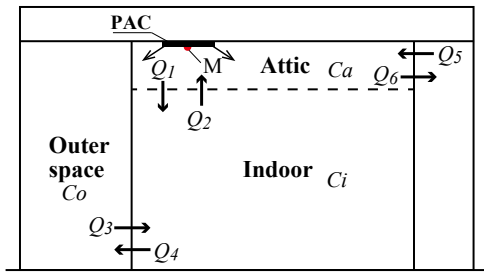 PAC
M
Q1
Attic Ca
Q5
Q6
Q2
Outer
space
Co
Indoor Ci
Q3
Q4